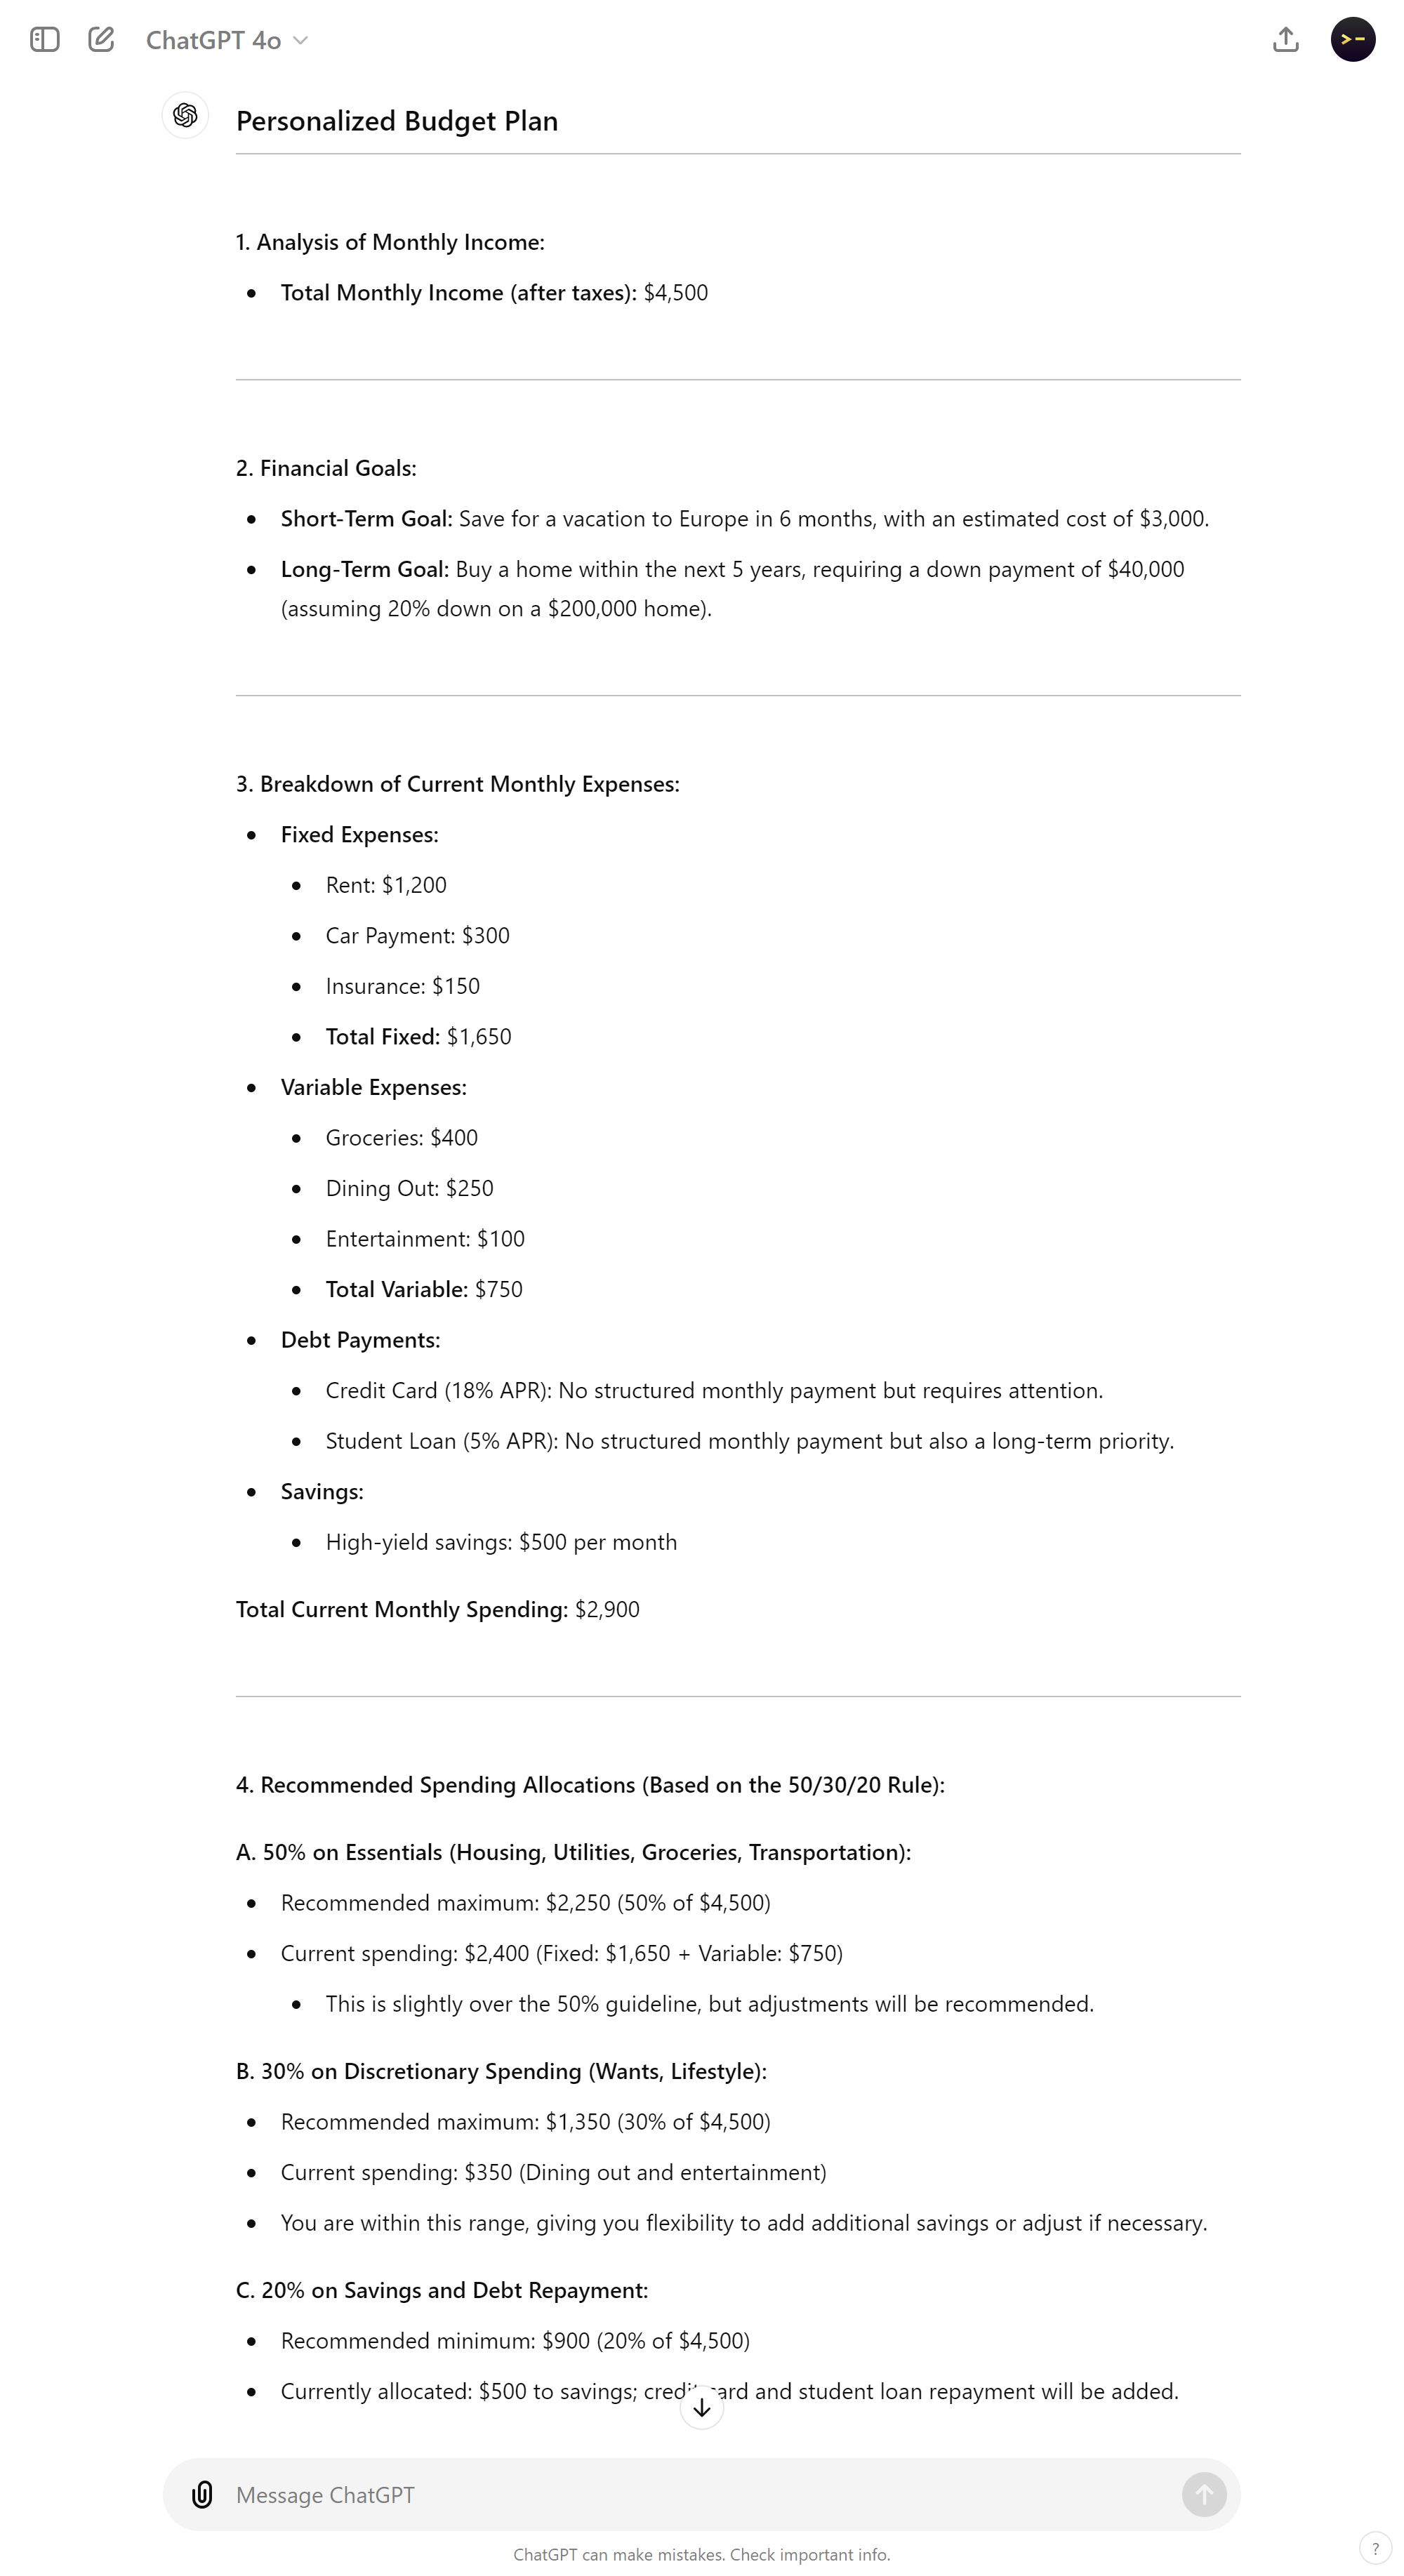 ChatGPT 4o
Personalized Budget Plan
1. Analysis of Monthly Income:
Total Monthly Income (after taxes): $4,500
2. Financial Goals:
Short-Term Goal: Save for a vacation to Europe in 6 months, with an estimated cost of $3,000.
Long-Term Goal: Buy a home within the next 5 years, requiring a down payment of $40,000
(assuming 20% down on a $200,000 home).
3. Breakdown of Current Monthly Expenses:
Fixed Expenses:
Rent: $1,200
Car Payment: $300
Insurance: $150
Total Fixed: $1,650
Variable Expenses:
Groceries: $400
Dining Out: $250
Entertainment: $100
Total Variable: $750
Debt Payments:
Credit Card (18% APR): No structured monthly payment but requires attention.
Student Loan (5% APR): No structured monthly payment but also a long-term priority.
Savings:
High-yield savings: $500 per month
Total Current Monthly Spending: $2,900
4. Recommended Spending Allocations (Based on the 50/30/20 Rule):
A. 50% on Essentials (Housing, Utilities, Groceries, Transportation):
Recommended maximum: $2,250 (50% of $4,500)
Current spending: $2,400 (Fixed: $1,650 + Variable: $750)
This is slightly over the 50% guideline, but adjustments will be recommended.
B. 30% on Discretionary Spending (Wants, Lifestyle):
Recommended maximum: $1,350 (30% of $4,500)
Current spending: $350 (Dining out and entertainment)
You are within this range, giving you flexibility to add additional savings or adjust if necessary.
C. 20% on Savings and Debt Repayment:
Recommended minimum: $900 (20% of $4,500)
Currently allocated: $500 to savings; credit card and student loan repayment will be added.
Message ChatGPT
ChatGPT can make mistakes. Check important info.
?